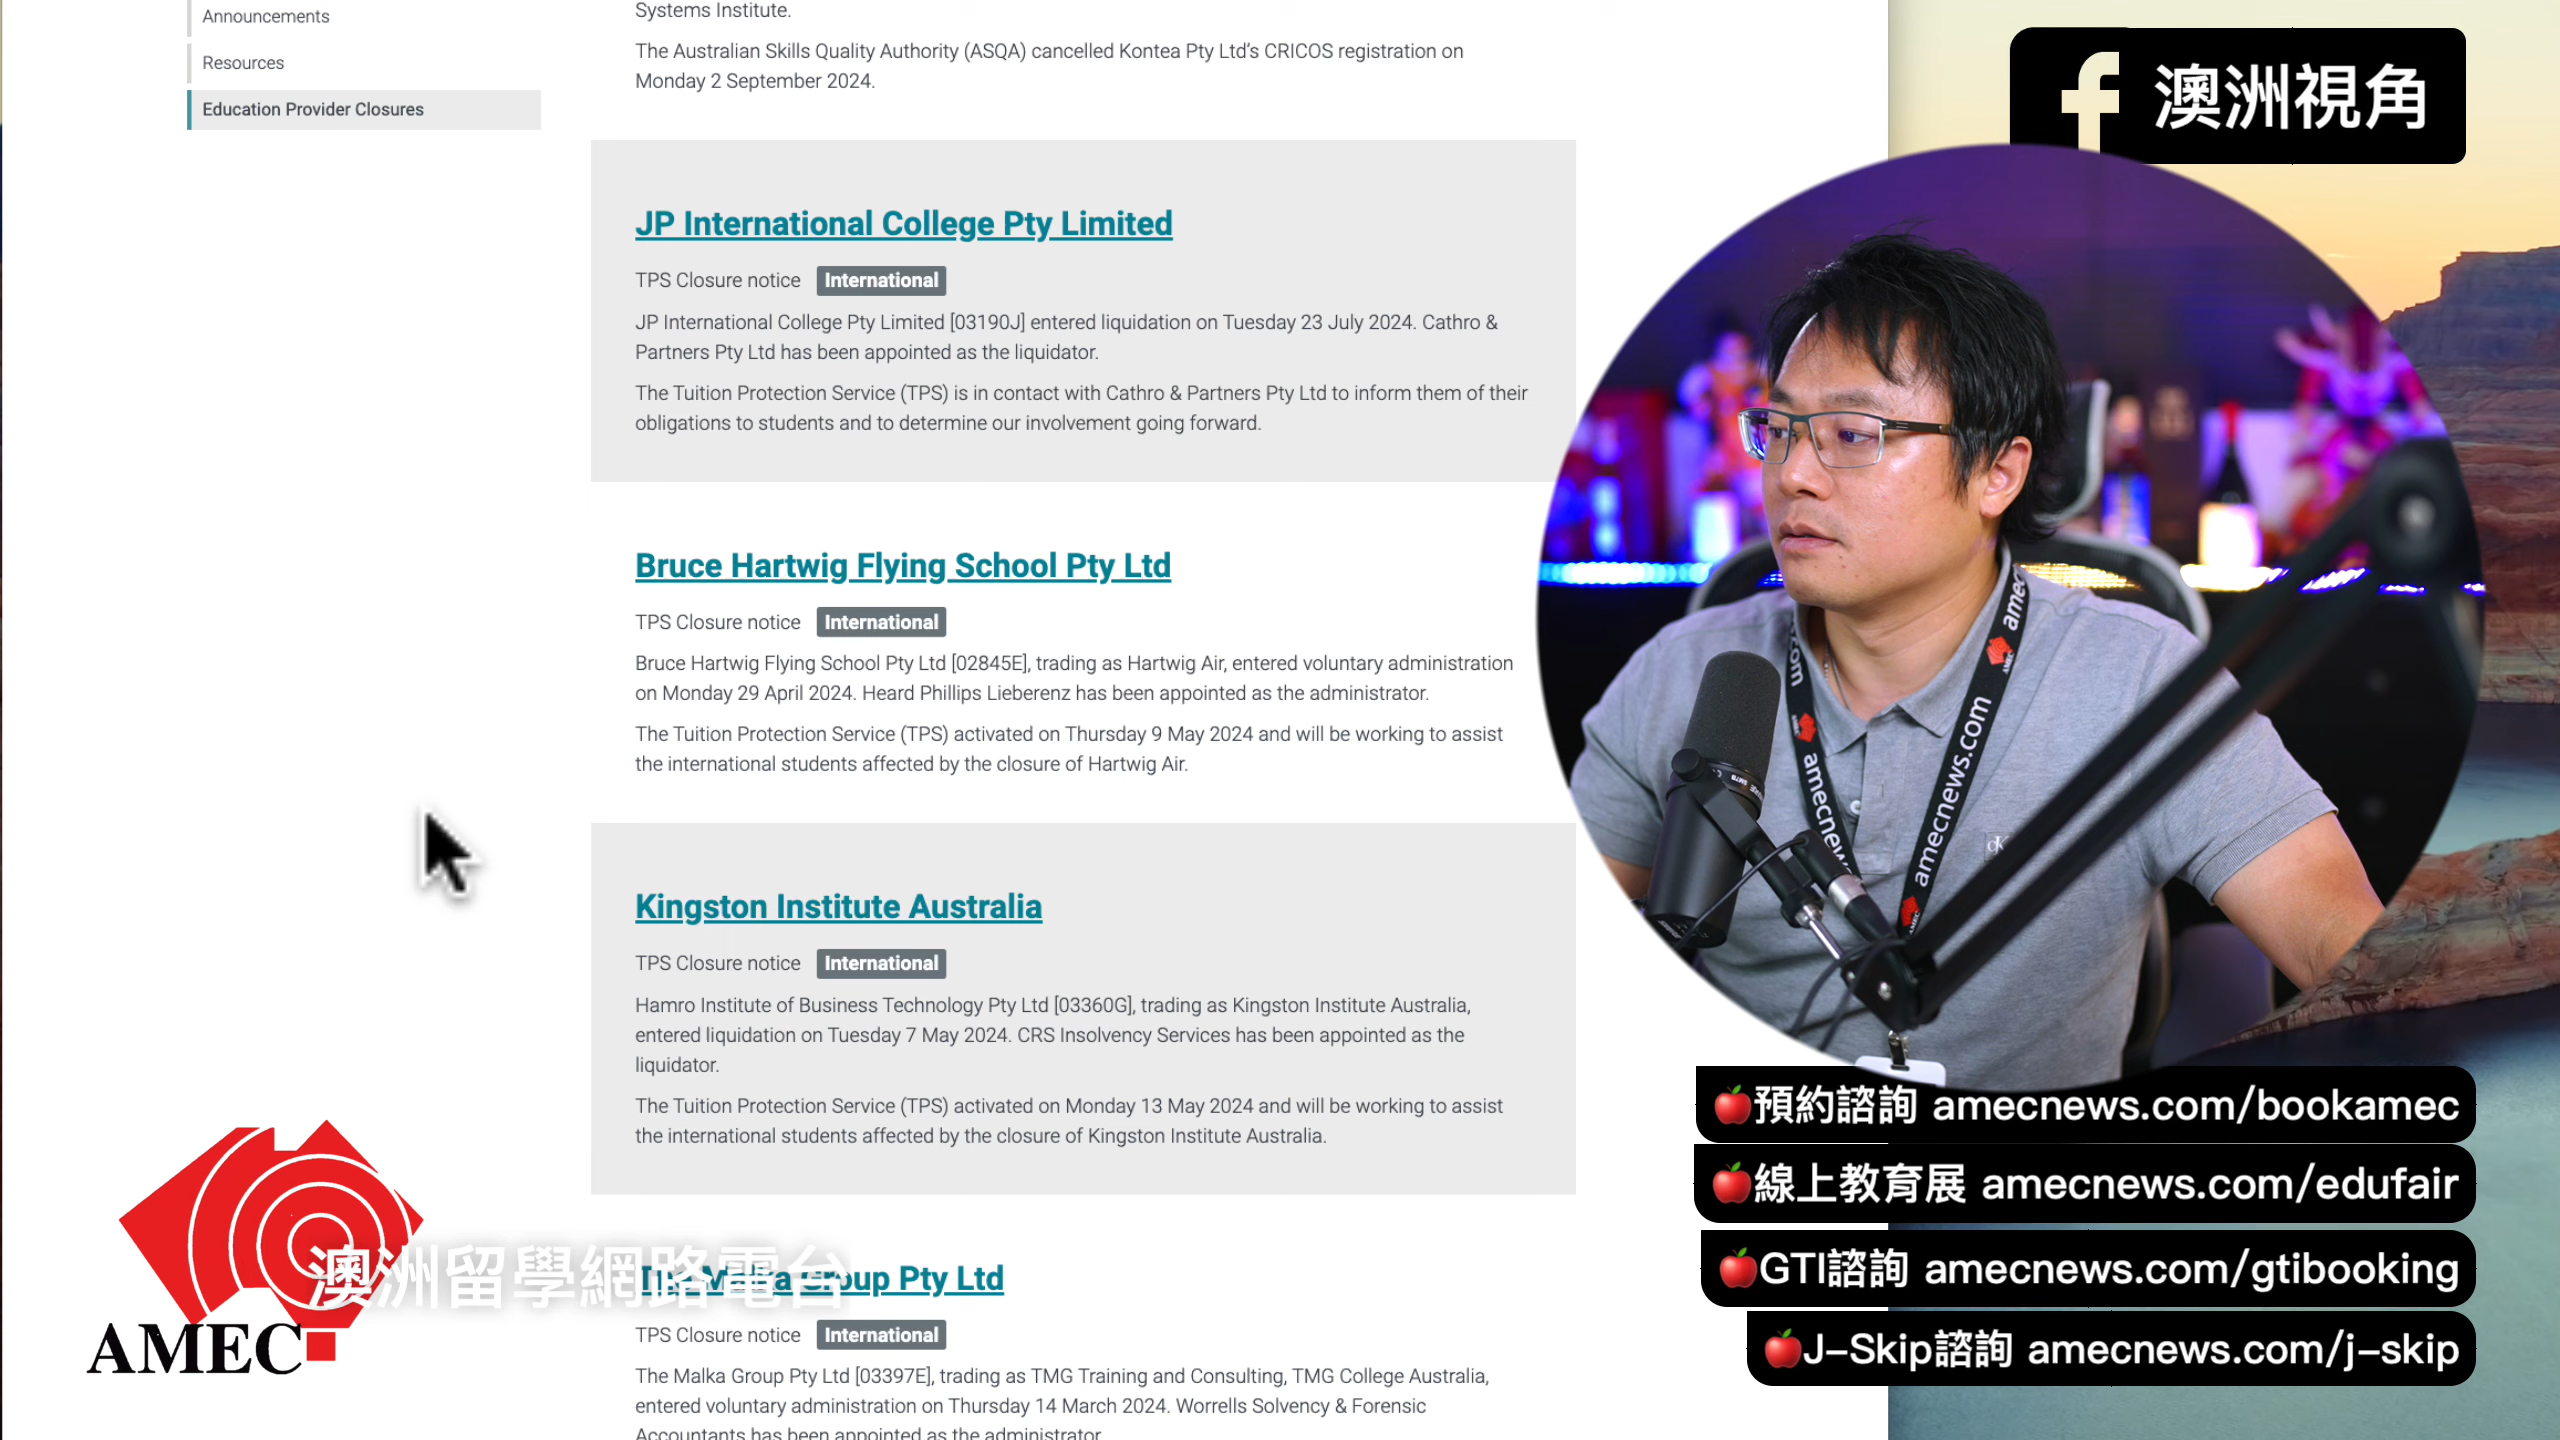 Announcements
Resources
Education Provider Closures
Systems Institute.
The Australian Skills Quality Authority (ASQA) cancelled Kontea Pty Ltd's CRICOS registration on
Monday 2 September 2024.
JP International College Pty Limited
TPS Closure notice International
JP International College Pty Limited [03190J] entered liquidation on Tuesday 23 July 2024. Cathro &
Partners Pty Ltd has been appointed as the liquidator.
The Tuition Protection Service (TPS) is in contact with Cathro & Partners Pty Ltd to inform them of their
obligations to students and to determine our involvement going forward.
Bruce Hartwig Flying School Pty Ltd
TPS Closure notice International
Bruce Hartwig Flying School Pty Ltd [02845E], trading as Hartwig Air, entered voluntary administration
on Monday 29 April 2024. Heard Phillips Lieberenz has been appointed as the administrator.
The Tuition Protection Service (TPS) activated on Thursday 9 May 2024 and will be working to assist
the international students affected by the closure of Hartwig Air.
Kingston Institute Australia
TPS Closure notice International
Hamro Institute of Business Technology Pty Ltd [03360G], trading as Kingston Institute Australia,
entered liquidation on Tuesday 7 May 2024. CRS Insolvency Services has been appointed as the
liquidator.
The Tuition Protection Service (TPS) activated on Monday 13 May 2024 and will be working to assist
the international students affected by the closure of Kingston Institute Australia.
The Malka Group Pty Ltd
TPS Closure notice International
The Malka Group Pty Ltd [03397E], trading as TMG Training and Consulting, TMG College Australia,
entered voluntary administration on Thursday 14 March 2024. Worrells Solvency & Forensic
Accountants has been appointed as the administrator
澳洲留學網路電台
AMEC
f 澳洲視角
amec
com
amecnews.com
amecnews
AMEC
SM7B
cK
🍎預約諮詢 amecnews.com/bookamec
🍎線上教育展 amecnews.com/edufair
🍎GTI諮詢 amecnews.com/gtibooking
🍎J-Skip諮詢 amecnews.com/j-skip